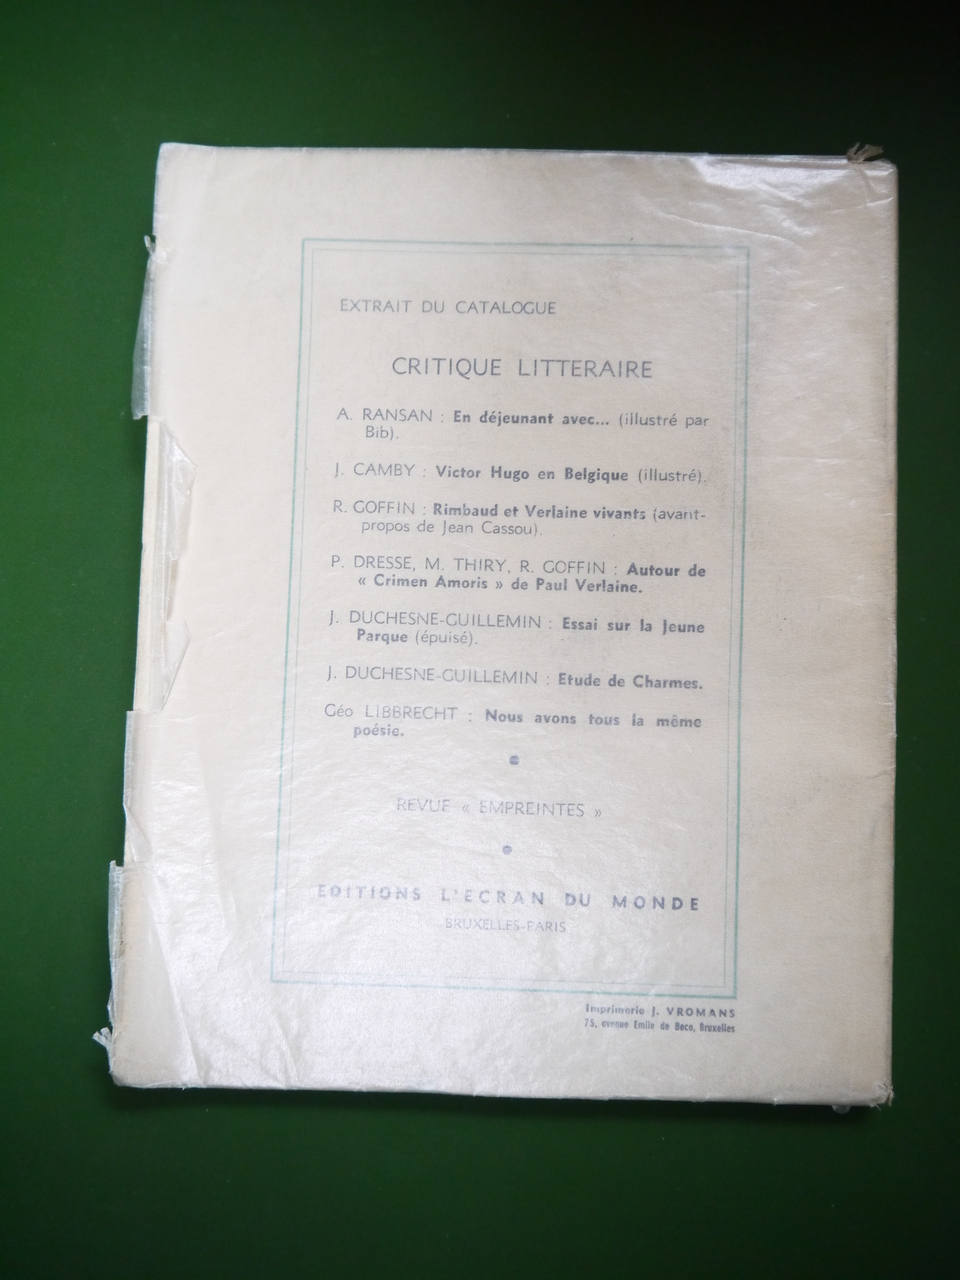 EXTRAIT DU CATALOGUE
CRITIQUE LITTERAIRE
A. RANSAN : En déjeunant avec... (illustré par
Bib).
J. CAMBY : Victor Hugo en Belgique (illustré).
R. GOFFIN : Rimbaud et Verlaine vivants (avant-
propos de Jean Cassou).
P. DRESSE, M. THIRY, R. GOFFIN : Autour de
« Crimen Amoris » de Paul Verlaine.
J. DUCHESNE-GUILLEMIN : Essai sur la Jeune
Parque (épuisé).
J. DUCHESNE-GUILLEMIN : Etude de Charmes.
Géo LIBBRECHT : Nous avons tous la même
poésie.
REVUE « EMPREINTES »
EDITIONS L'ECRAN DU MONDE
BRUXELLES-PARIS
Imprimerie J. VROMANS
75, avenue Emile de Beco, Bruxelles